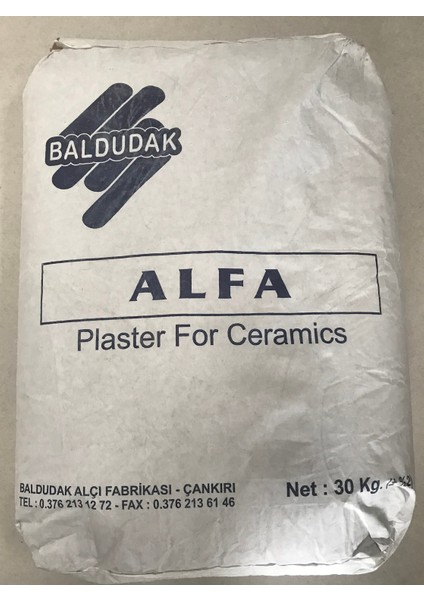 BALDUDAK
ALFA
Plaster For Ceramics
BALDUDAK ALÇI FABRİKASI - ÇANKIRI
TEL : 0.376 213 12 72 - FAX : 0.376 213 61 46
Net : 30 Kg.